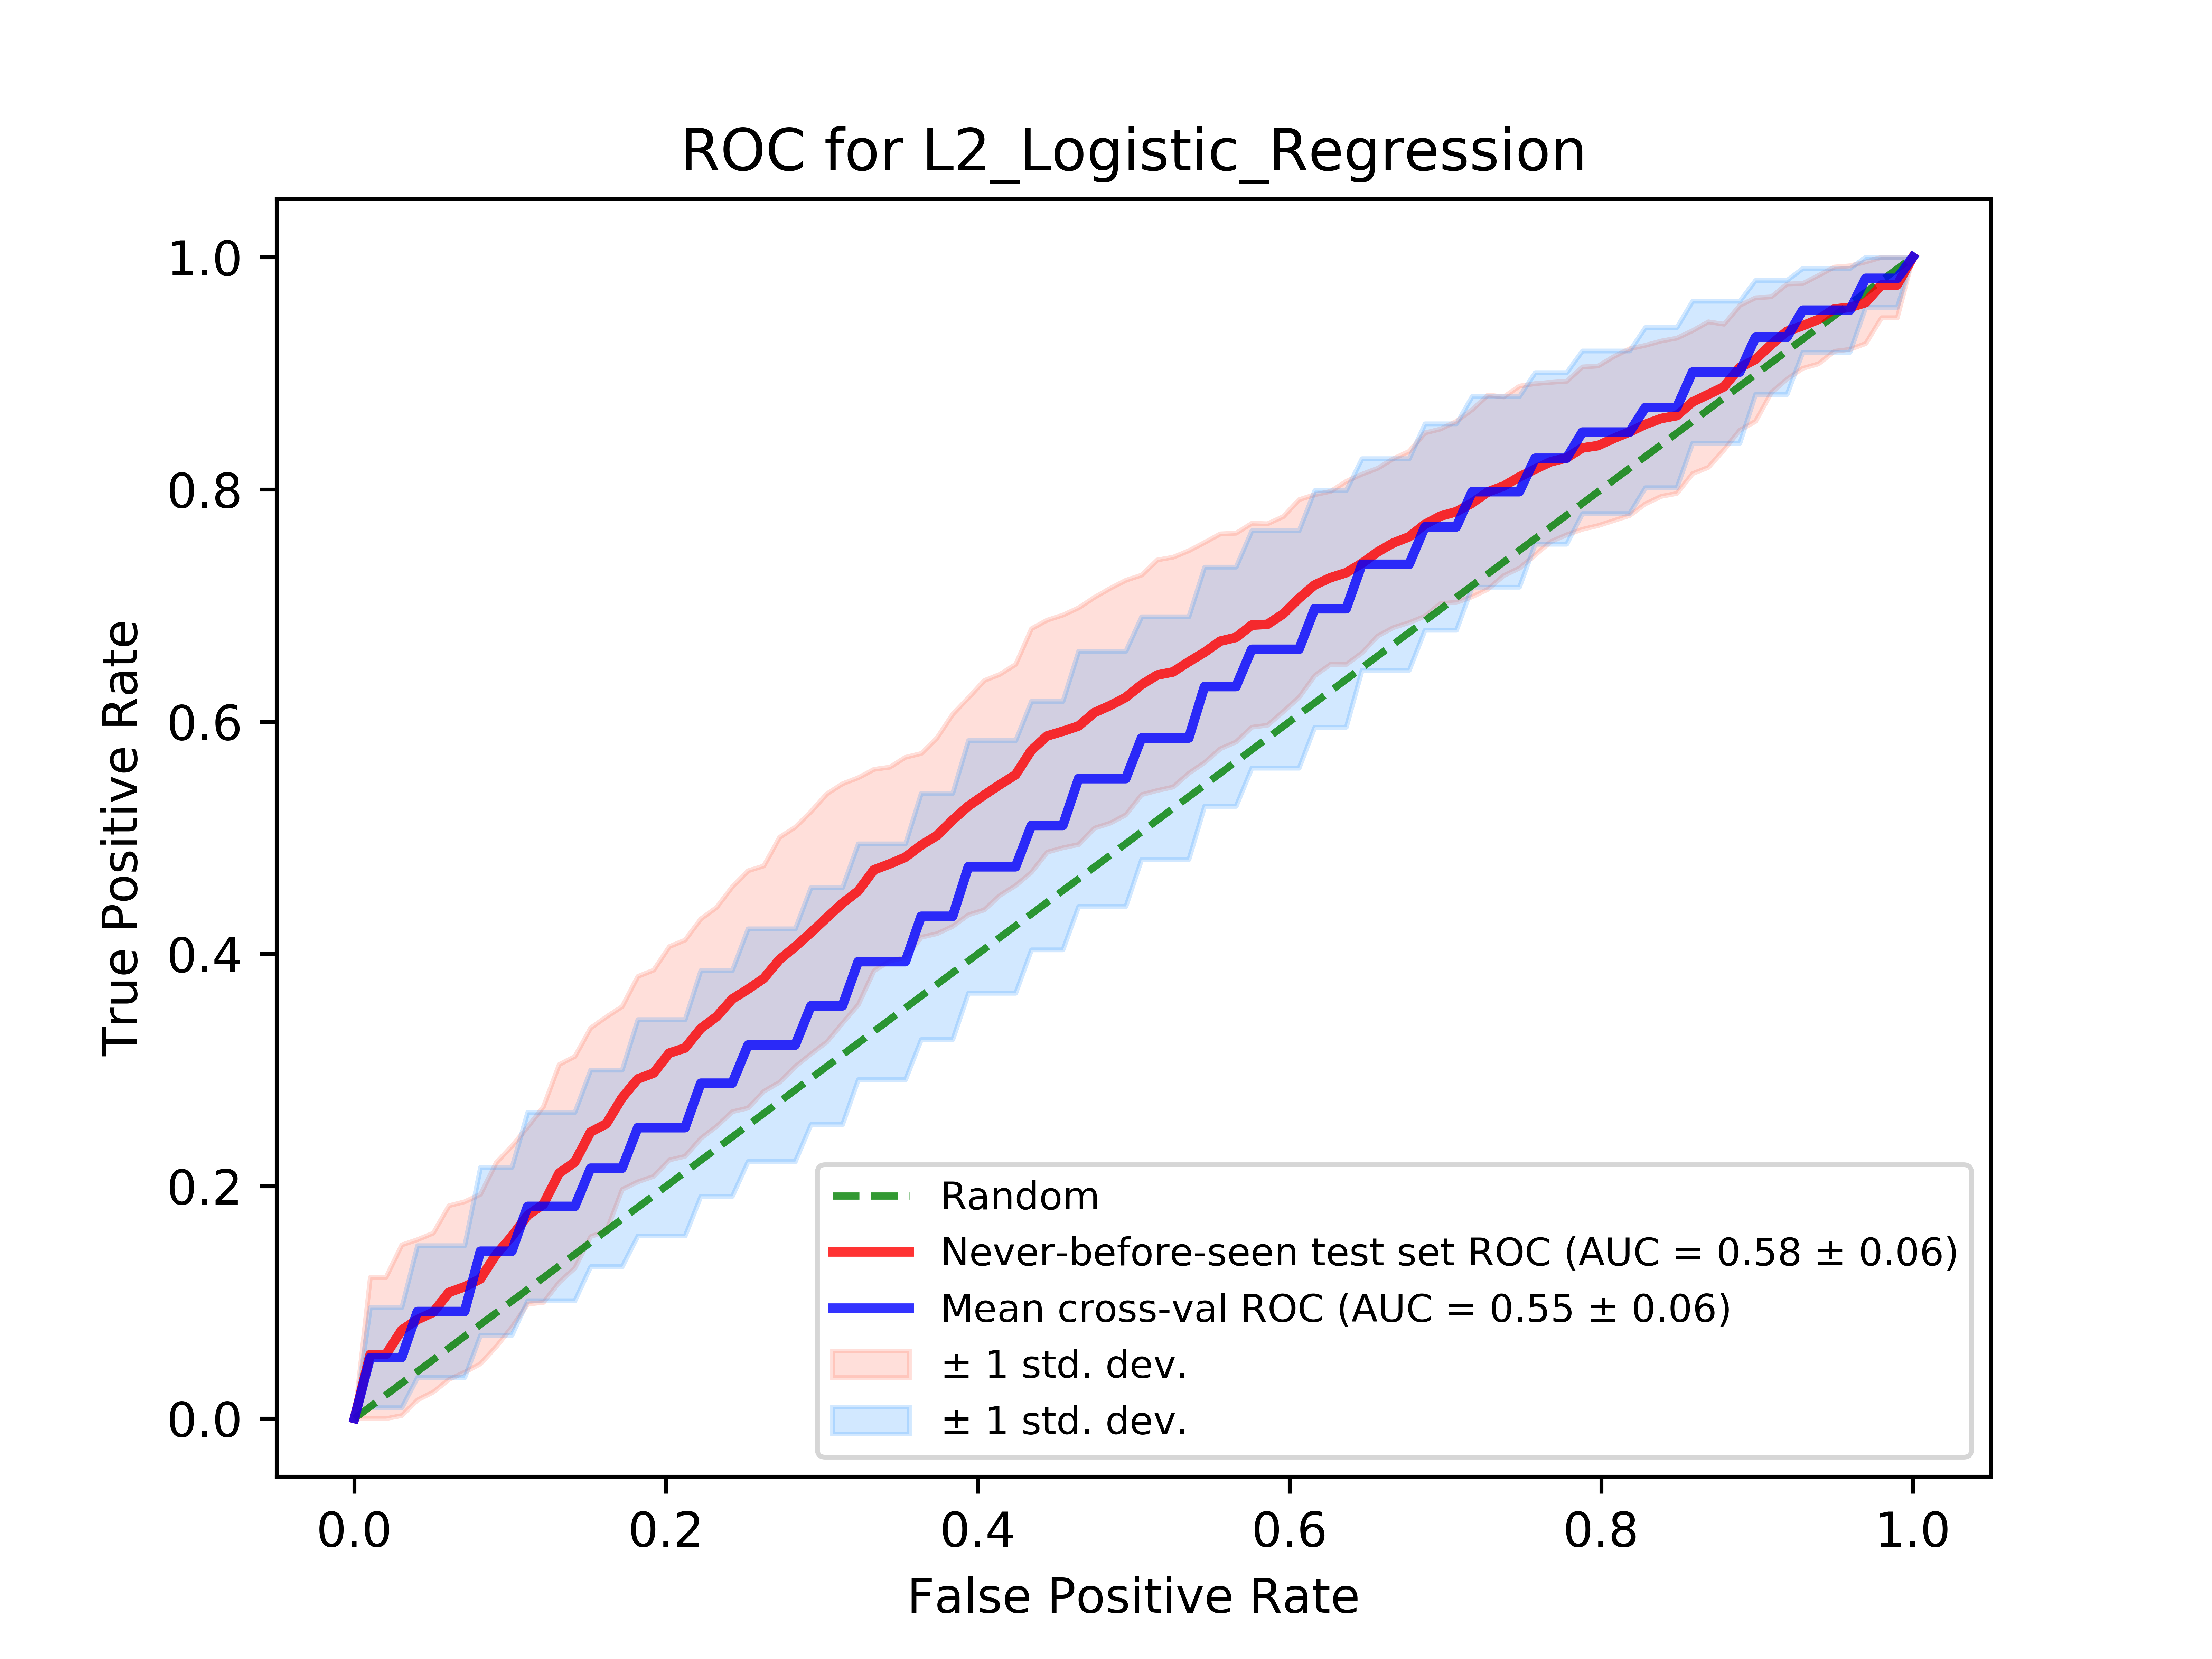 ROC for L2_Logistic_Regression
1.0
0.8
0.6
0.4
0.2
0.0
True Positive Rate
Random
Never-before-seen test set ROC (AUC = 0.58 ± 0.06)
Mean cross-val ROC (AUC = 0.55 ± 0.06)
± 1 std. dev.
± 1 std. dev.
0.0 0.2 0.4 0.6 0.8 1.0
False Positive Rate